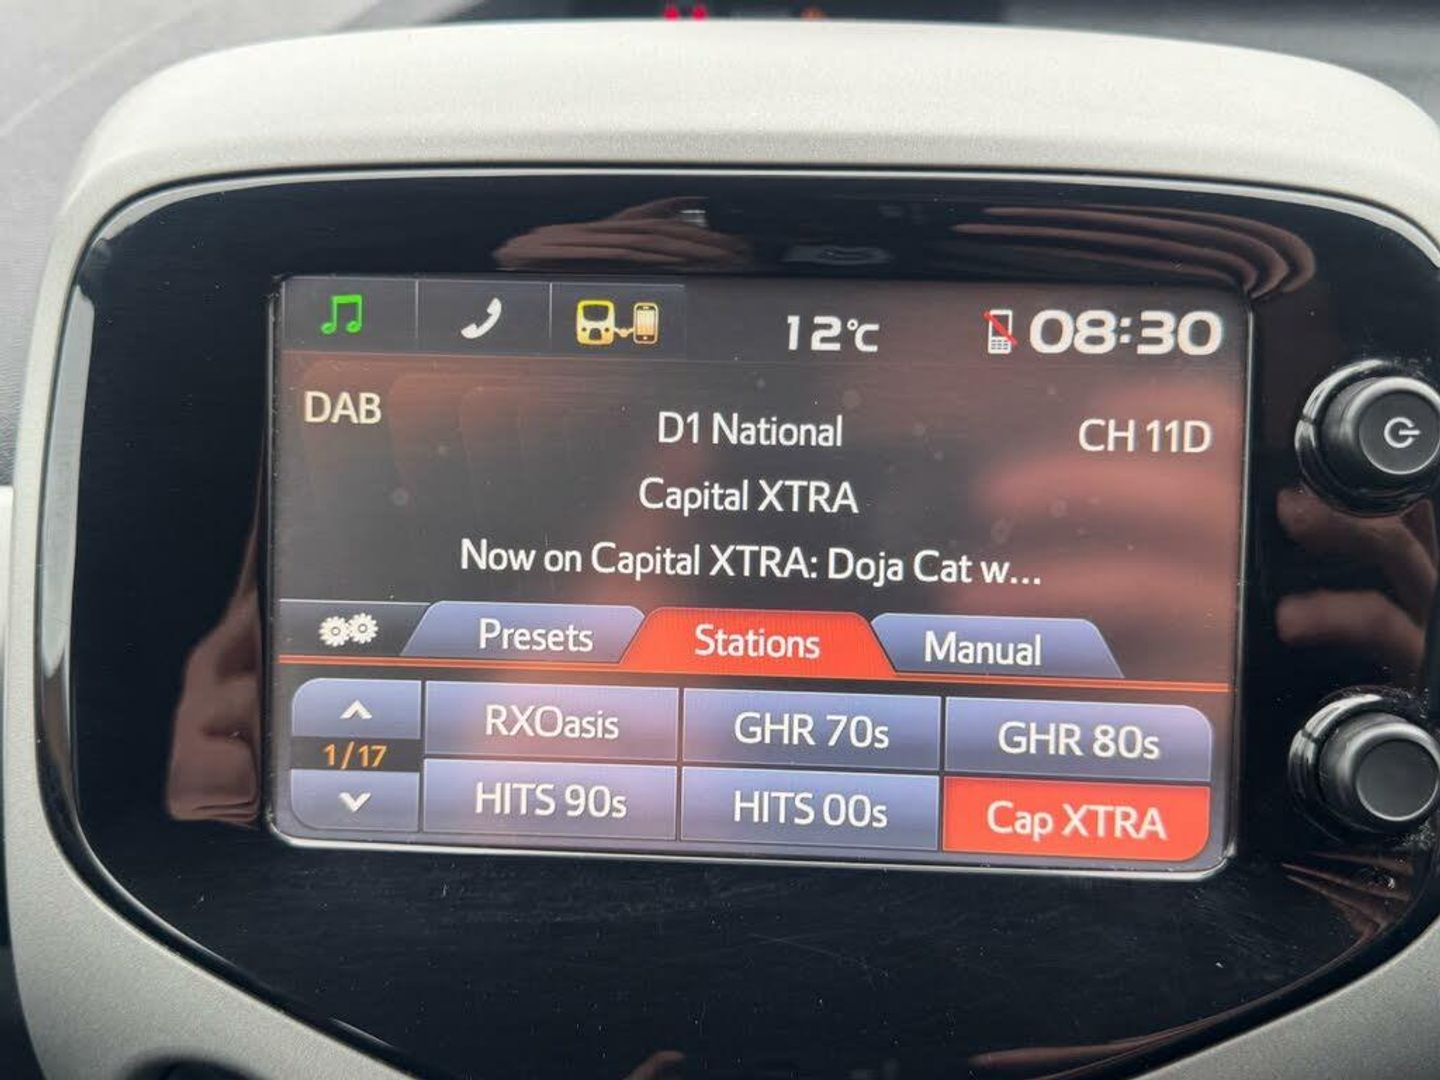 12℃ 08:30
DAB D1 National CH 11D
Capital XTRA
Now on Capital XTRA: Doja Cat w...
Presets Stations Manual
1/17
RXOasis GHR 70s GHR 80s
HITS 90s HITS 00s Cap XTRA